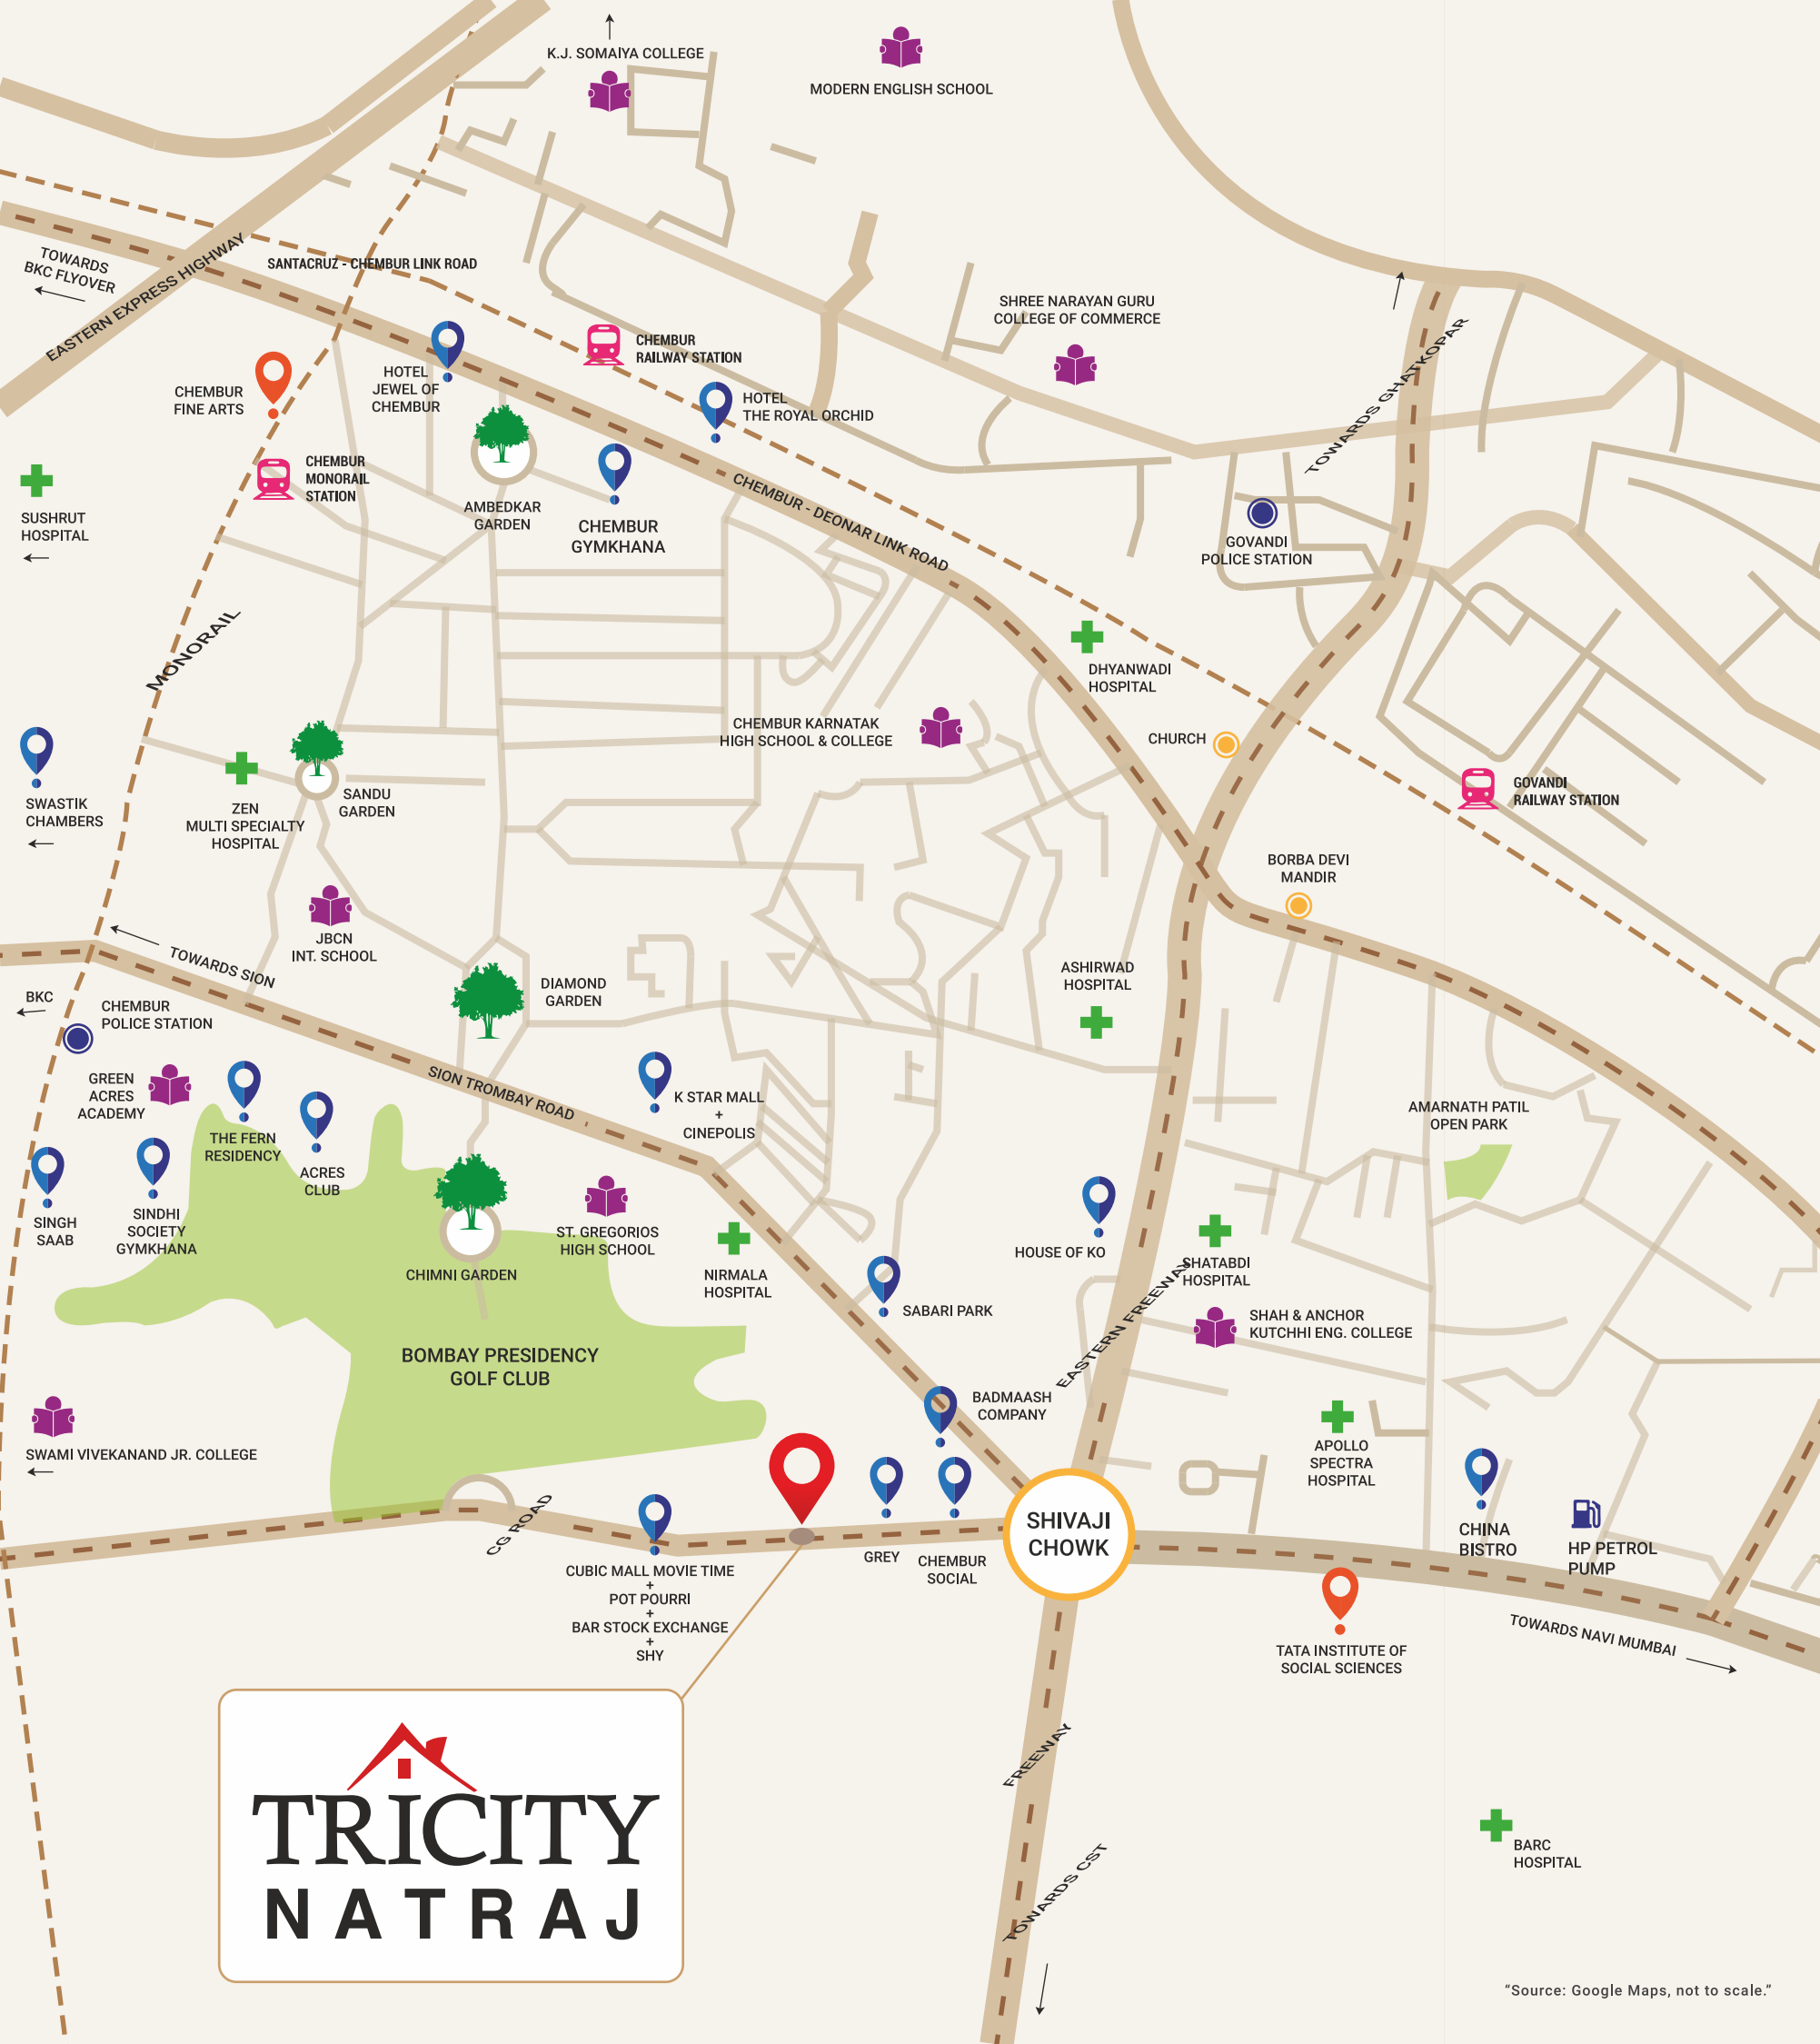 K.J. SOMAIYA COLLEGE
MODERN ENGLISH SCHOOL
TOWARDS
BKC FLYOVER
EASTERN EXPRESS HIGHWAY
SANTACRUZ - CHEMBUR LINK ROAD
SHREE NARAYAN GURU
COLLEGE OF COMMERCE
TOWARDS GHATKOPAR
CHEMBUR
RAILWAY STATION
CHEMBUR
FINE ARTS
HOTEL
JEWEL OF
CHEMBUR
HOTEL
THE ROYAL ORCHID
CHEMBUR
MONORAIL
STATION
SUSHRUT
HOSPITAL
AMBEDKAR
GARDEN
CHEMBUR
GYMKHANA
CHEMBUR - DEONAR LINK ROAD
GOVANDI
POLICE STATION
MONORAIL
DHYANWADI
HOSPITAL
CHEMBUR KARNATAK
HIGH SCHOOL & COLLEGE
CHURCH
SWASTIK
CHAMBERS
ZEN
MULTI SPECIALTY
HOSPITAL
SANDU
GARDEN
GOVANDI
RAILWAY STATION
BORBA DEVI
MANDIR
JBCN
INT. SCHOOL
TOWARDS SION
DIAMOND
GARDEN
ASHIRWAD
HOSPITAL
BKC
CHEMBUR
POLICE STATION
GREEN
ACRES
ACADEMY
SION TROMBAY ROAD
K STAR MALL
+
CINEPOLIS
AMARNATH PATIL
OPEN PARK
THE FERN
RESIDENCY
ACRES
CLUB
SINGH
SAAB
SINDHI
SOCIETY
GYMKHANA
CHIMNI GARDEN
ST. GREGORIOS
HIGH SCHOOL
NIRMALA
HOSPITAL
HOUSE OF KO
SHATABDI
HOSPITAL
SABARI PARK
EASTERN FREEWAY
SHAH & ANCHOR
KUTCHHI ENG. COLLEGE
BOMBAY PRESIDENCY
GOLF CLUB
BADMAASH
COMPANY
SWAMI VIVEKANAND JR. COLLEGE
APOLLO
SPECTRA
HOSPITAL
CG ROAD
SHIVAJI
CHOWK
GREY
CHEMBUR
SOCIAL
CHINA
BISTRO
HP PETROL
PUMP
CUBIC MALL MOVIE TIME
+
POT POURRI
+
BAR STOCK EXCHANGE
+
SHY
TATA INSTITUTE OF
SOCIAL SCIENCES
TOWARDS NAVI MUMBAI
FREEWAY
TRICITY
NATRAJ
TOWARDS CST
BARC
HOSPITAL
"Source: Google Maps, not to scale."